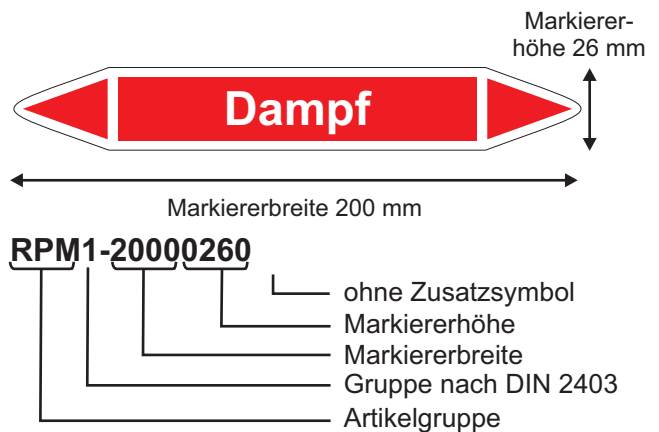 Markierer-
höhe 26 mm
Dampf
Markiererbreite 200 mm
RPM1-20000260
ohne Zusatzsymbol
Markiererhöhe
Markiererbreite
Gruppe nach DIN 2403
Artikelgruppe